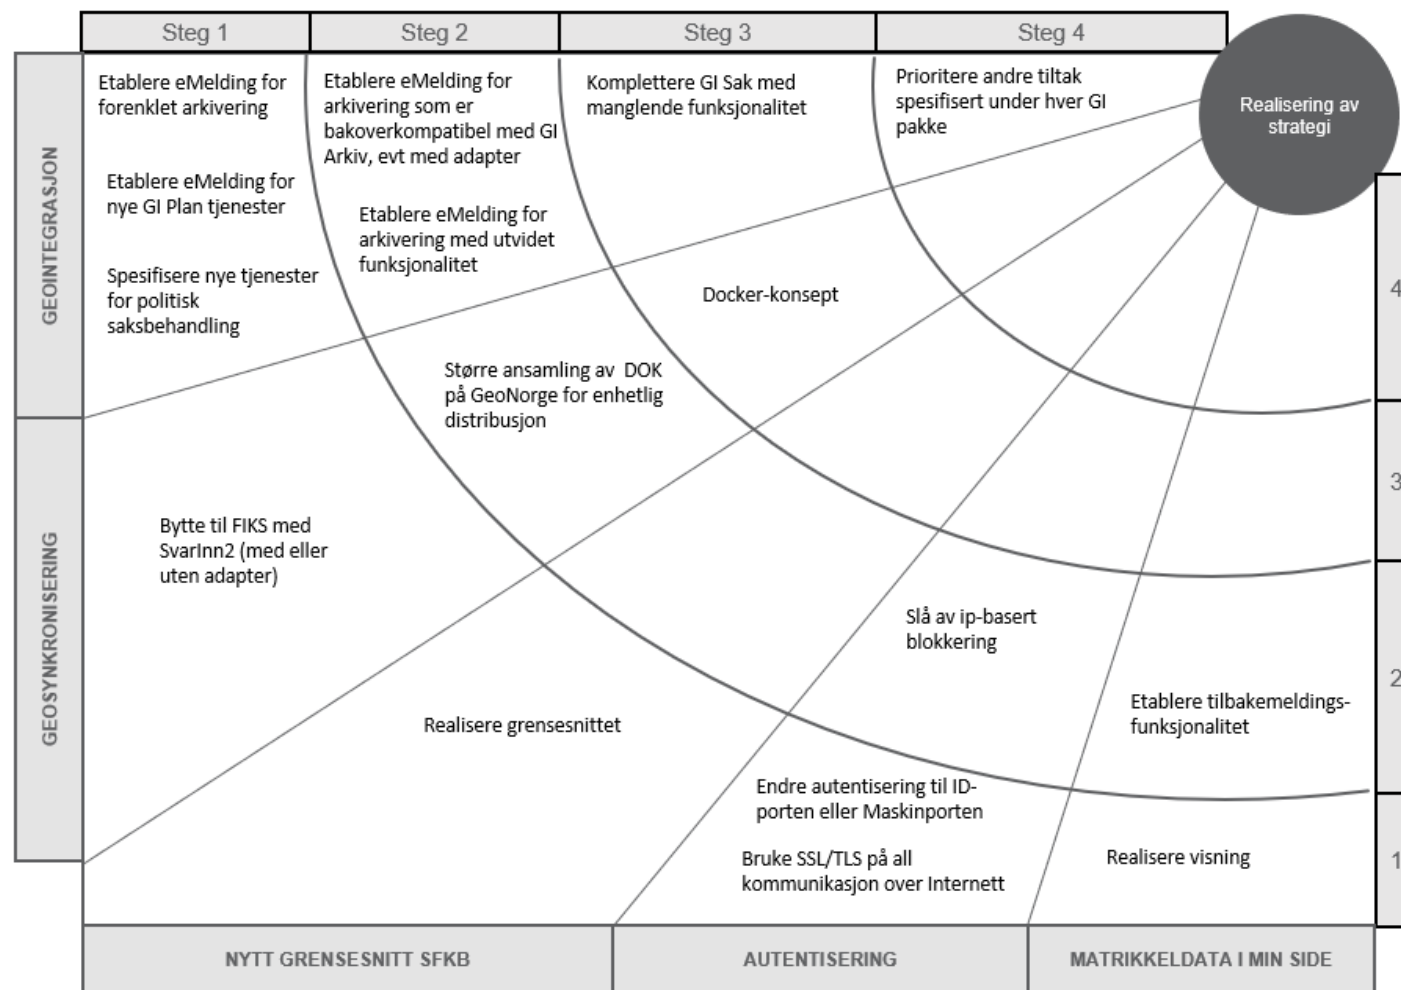 Steg 1
Steg 2
Steg 3
Steg 4
Realisering av
strategi
GEOINTEGRASJON
Etablere eMelding for
forenklet arkivering
Etablere eMelding for
nye GI Plan tjenester
Spesifisere nye tjenester
for politisk
saksbehandling
Etablere eMelding for
arkivering som er
bakoverkompatibel med GI
Arkiv, evt med adapter
Etablere eMelding for
arkivering med utvidet
funksjonalitet
Komplettere GI Sak med
manglende funksjonalitet
Prioritere andre tiltak
spesifisert under hver GI
pakke
GEOSYNKRONISERING
Bytte til FIKS med
SvarInn2 (med eller
uten adapter)
Større ansamling av DOK
på GeoNorge for enhetlig
distribusjon
Docker-konsept
Realisere grensesnittet
Endre autentisering til ID-
porten eller Maskinporten
Bruke SSL/TLS på all
kommunikasjon over Internett
Slå av ip-basert
blokkering
Realisere visning
Etablere tilbakemeldings-
funksjonalitet
4
3
2
1
NYTT GRENSESNITT SFKB
AUTENTISERING
MATRIKKELDATA I MIN SIDE